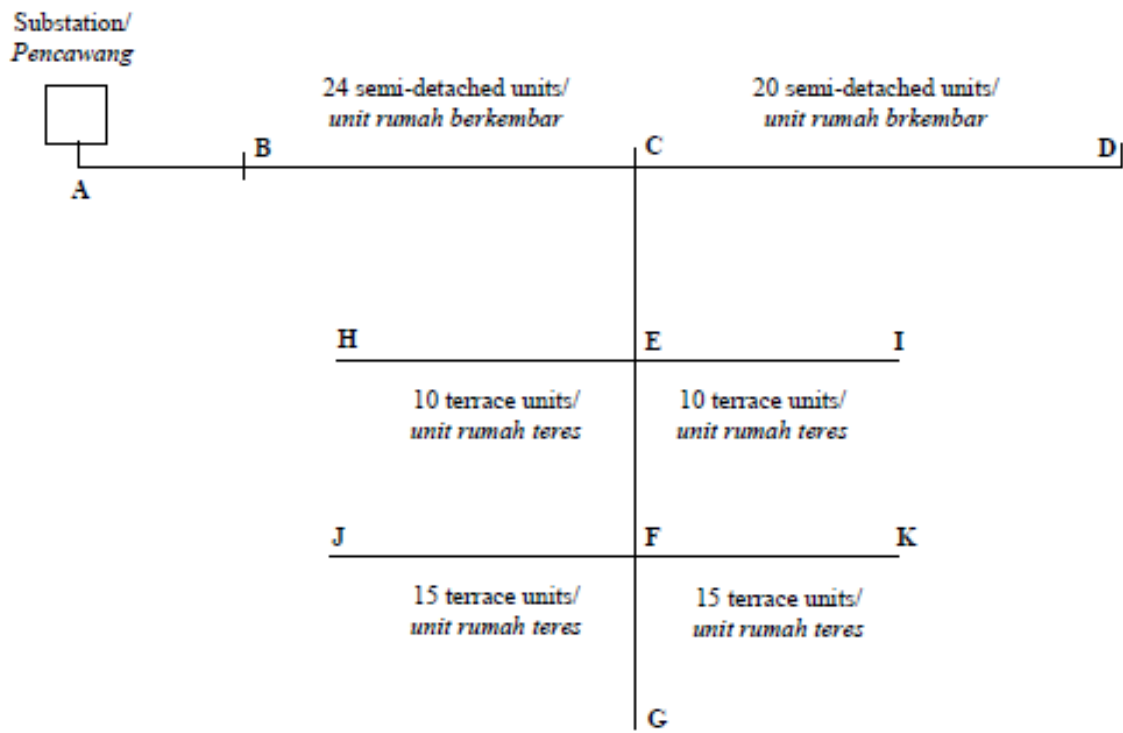 Substation/
Pencawang
24 semi-detached units/
unit rumah berkembar
20 semi-detached units/
unit rumah brkembar
B
C
D
A
H
E
I
10 terrace units/
unit rumah teres
10 terrace units/
unit rumah teres
J
F
K
15 terrace units/
unit rumah teres
15 terrace units/
unit rumah teres
G